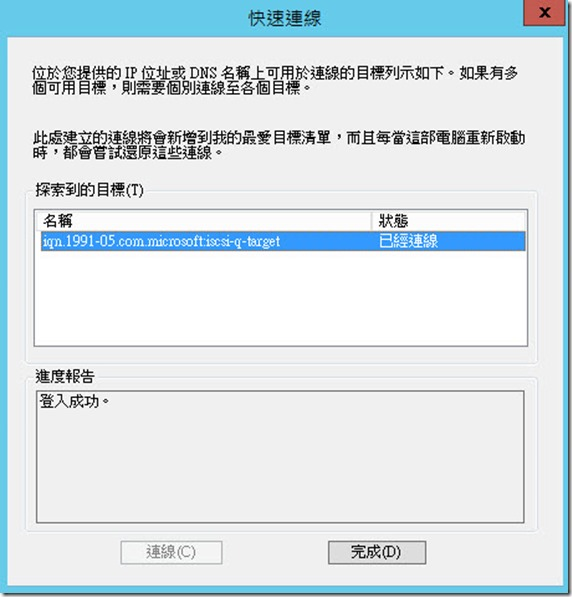 快速連線
x
位於您提供的 IP 位址或 DNS 名稱上可用於連線的目標列示如下。如果有多
個可用目標，則需要個別連線至各個目標。
此處建立的連線將會新增到我的最愛目標清單，而且每當這部電腦重新啟動
時，都會嘗試還原這些連線。
探索到的目標(T)
名稱 狀態
iqn.1991-05.com.microsoft:iscsi-q-target 已經連線
進度報告
登入成功。
連線(C) 完成(D)